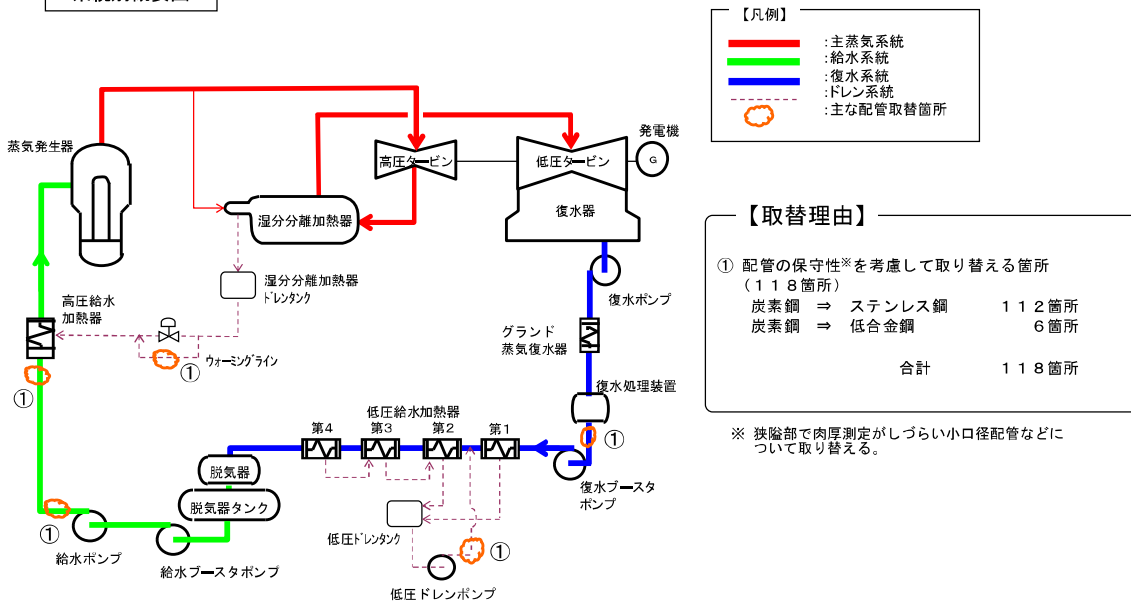 【凡例】
:主蒸気系統
:給水系統
:復水系統
:ドレン系統
:主な配管取替箇所
発電機
G
蒸気発生器
高圧タービン
低圧タービン
湿分分離加熱器
復水器
湿分分離加熱器
ドレンタンク
復水ポンプ
高圧給水
加熱器
グランド
蒸気復水器
ウォーミングライン
①
①
復水処理装置
①
低圧給水加熱器
第4
第3
第2
第1
脱気器
脱気器タンク
復水ブースタ
ポンプ
低圧ドレンタンク
①
①
給水ポンプ
給水ブースタポンプ
低圧ドレンポンプ
【取替理由】
① 配管の保守性※を考慮して取り替える箇所
(118箇所)
炭素鋼 ⇒ ステンレス鋼 112箇所
炭素鋼 ⇒ 低合金鋼 6箇所
合計 118箇所
※ 狭隘部で肉厚測定がしづらい小口径配管などに
ついて取り替える。